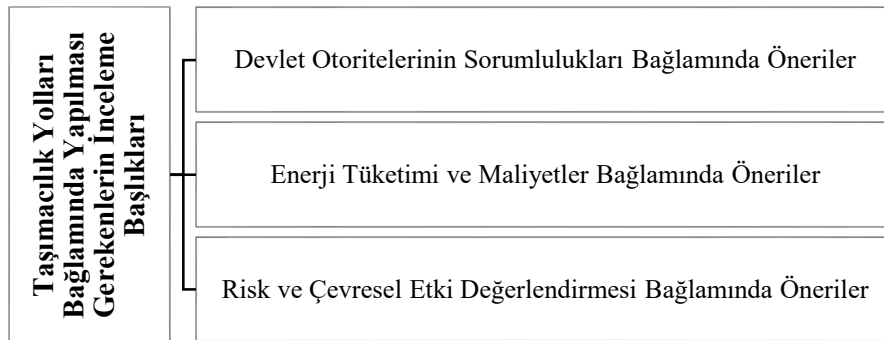 Taşımacılık Yolları
Bağlamında Yapılması
Gerekenlerin İnceleme
Başlıkları
Devlet Otoritelerinin Sorumlulukları Bağlamında Öneriler
Enerji Tüketimi ve Maliyetler Bağlamında Öneriler
Risk ve Çevresel Etki Değerlendirmesi Bağlamında Öneriler